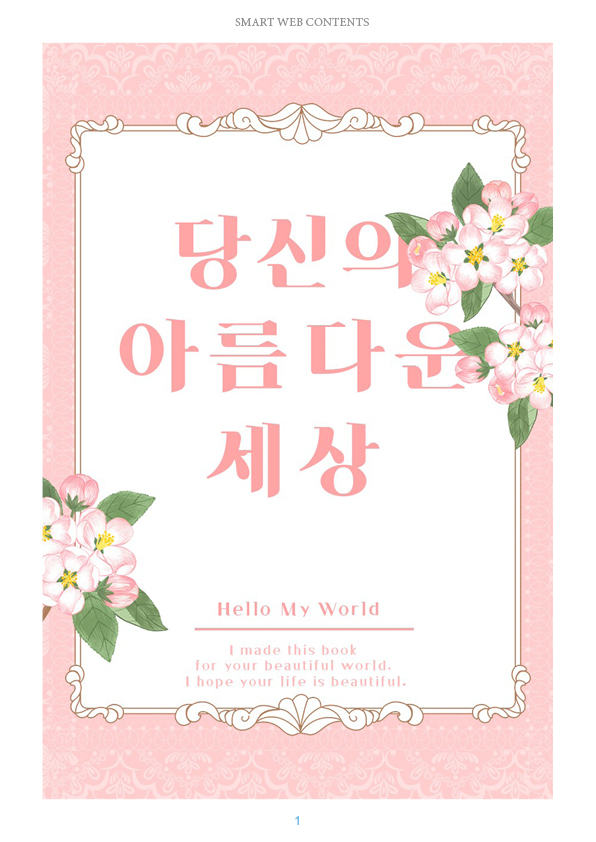 SMART WEB CONTENTS
당신의
아름다운
세상
Hello My World
I made this book
for your beautiful world.
I hope your life is beautiful.
1